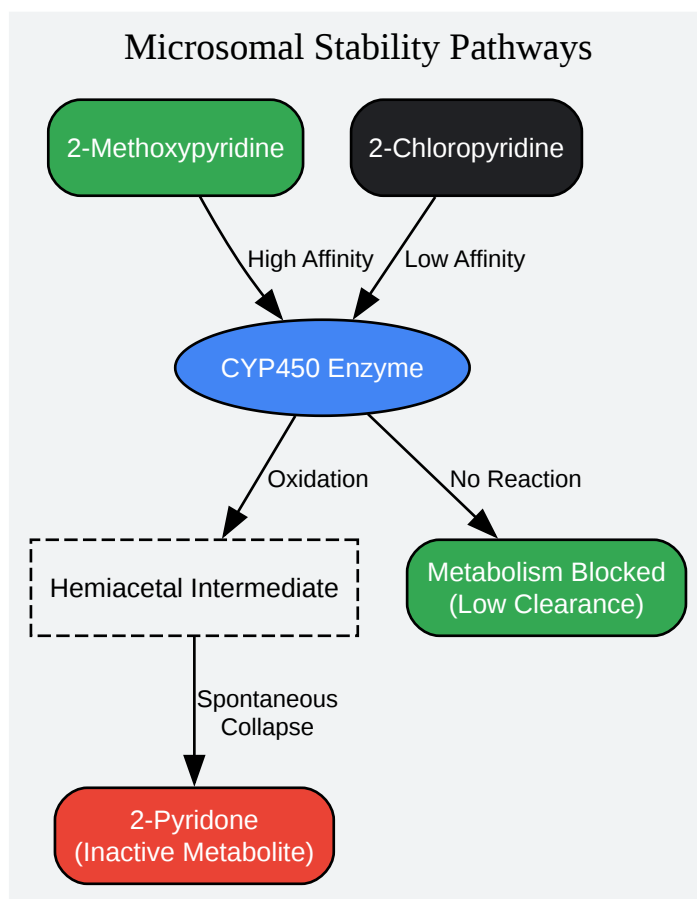 Microsomal Stability Pathways
2-Methoxypyridine
2-Chloropyridine
High Affinity
Low Affinity
CYP450 Enzyme
Oxidation
No Reaction
Hemiacetal Intermediate
Metabolism Blocked
(Low Clearance)
Spontaneous
Collapse
2-Pyridone
(Inactive Metabolite)